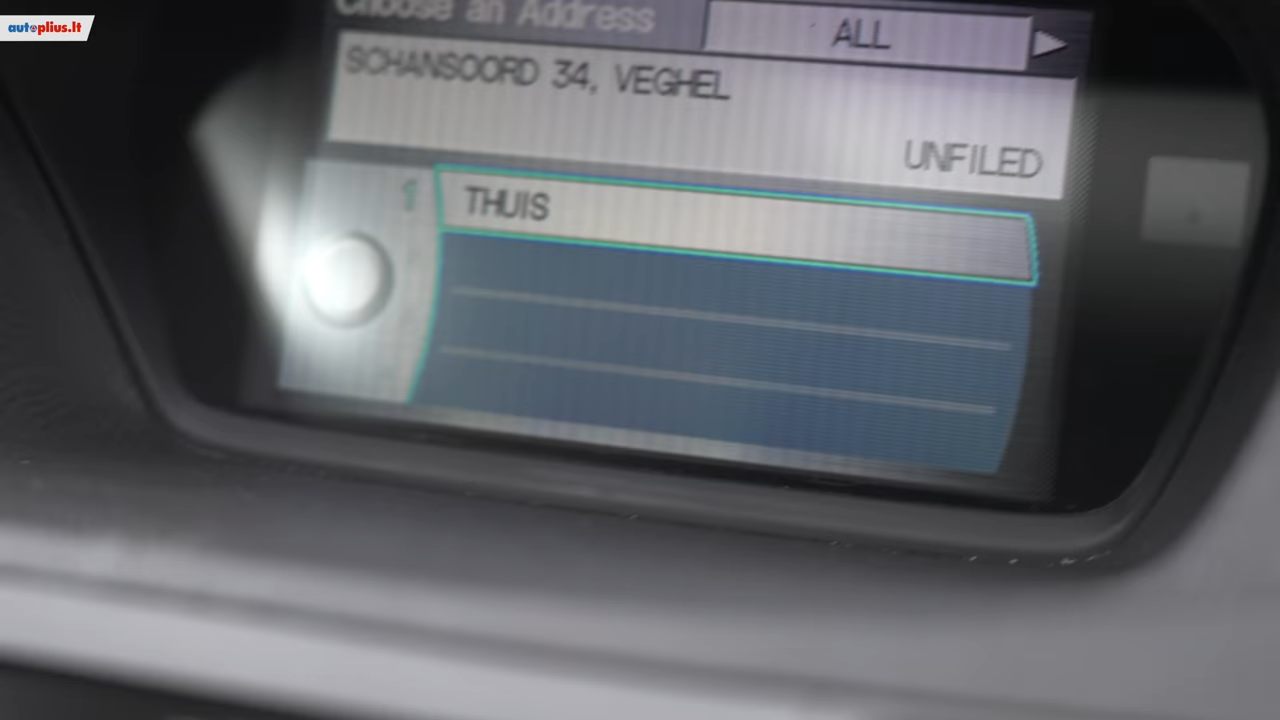 autoplius.lt
Choose an Address
ALL
SCHANSOORD 34, VEGHEL
UNFILED
1 THUIS